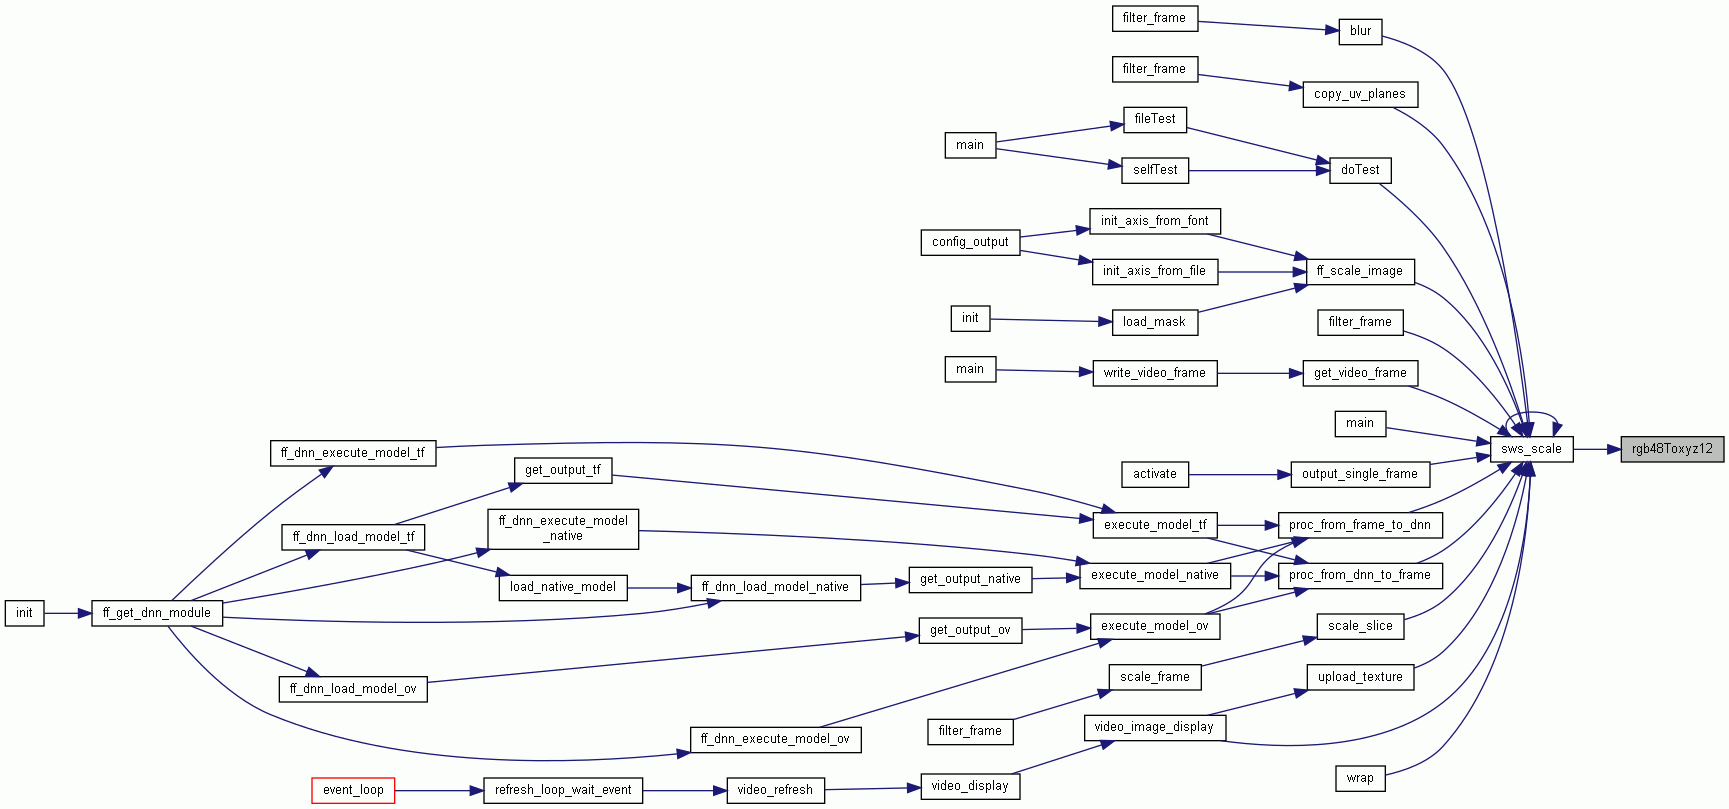 filter_frame
blur
filter_frame
copy_uv_planes
fileTest
main
selfTest
doTest
init_axis_from_font
config_output
init_axis_from_file
ff_scale_image
init
load_mask
filter_frame
main
write_video_frame
get_video_frame
main
ff_dnn_execute_model_tf
get_output_tf
sws_scale
rgb48Toxyz12
activate
output_single_frame
ff_dnn_execute_model
_native
ff_dnn_load_model_tf
execute_model_tf
proc_from_frame_to_dnn
load_native_model
ff_dnn_load_model_native
get_output_native
execute_model_native
proc_from_dnn_to_frame
init
ff_get_dnn_module
get_output_ov
execute_model_ov
scale_slice
ff_dnn_load_model_ov
scale_frame
upload_texture
ff_dnn_execute_model_ov
filter_frame
video_image_display
wrap
event_loop
refresh_loop_wait_event
video_refresh
video_display